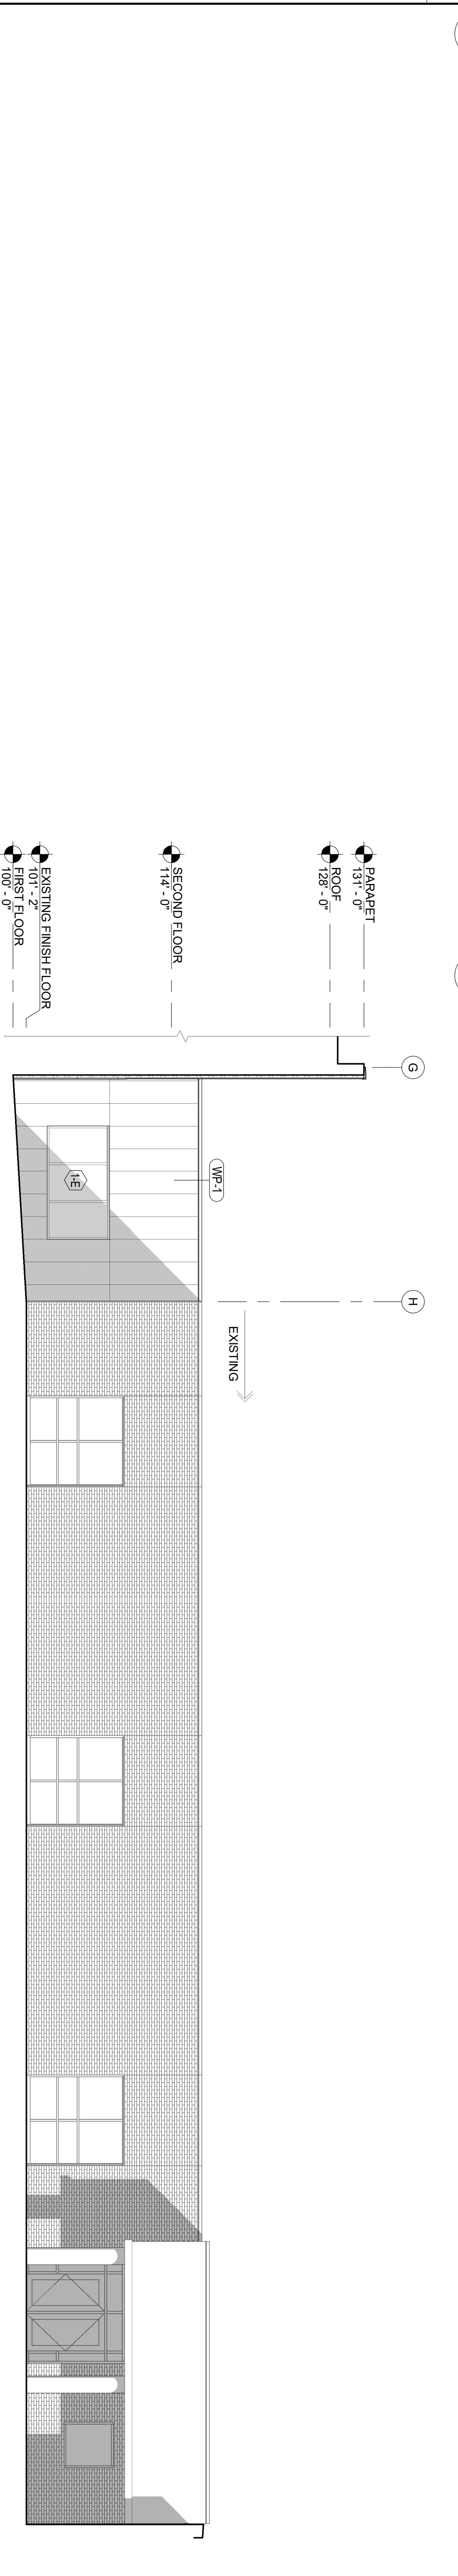 PARAPET
131' - 0"
ROOF
128' - 0"
SECOND FLOOR
114' - 0"
EXISTING FINISH FLOOR
101' - 2"
FIRST FLOOR
100' - 0"
G
H
WP-1
1-E
EXISTING